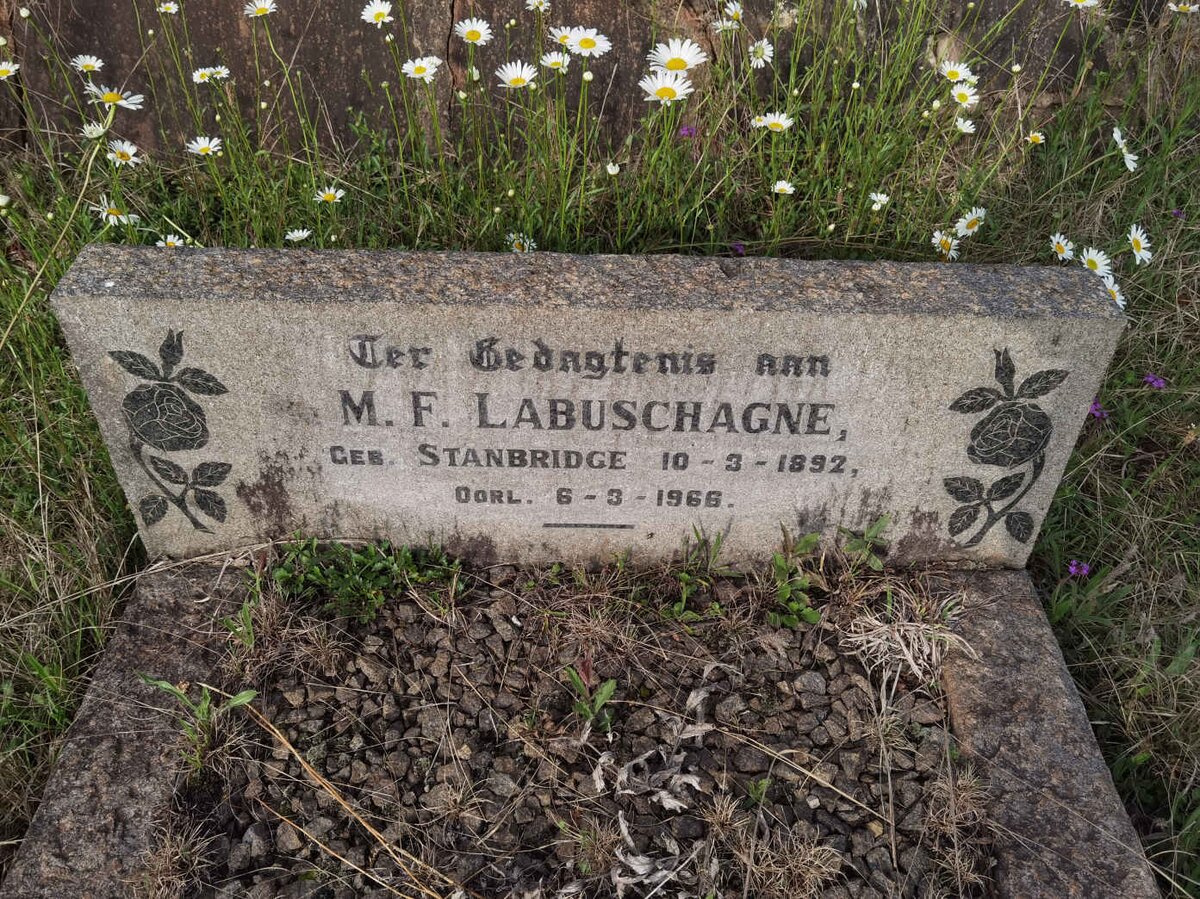 Ter Gedagtenis aan
M. F. LABUSCHAGNE,
GEB. STANBRIDGE 10-3-1892,
OORL. 6-3-1966.